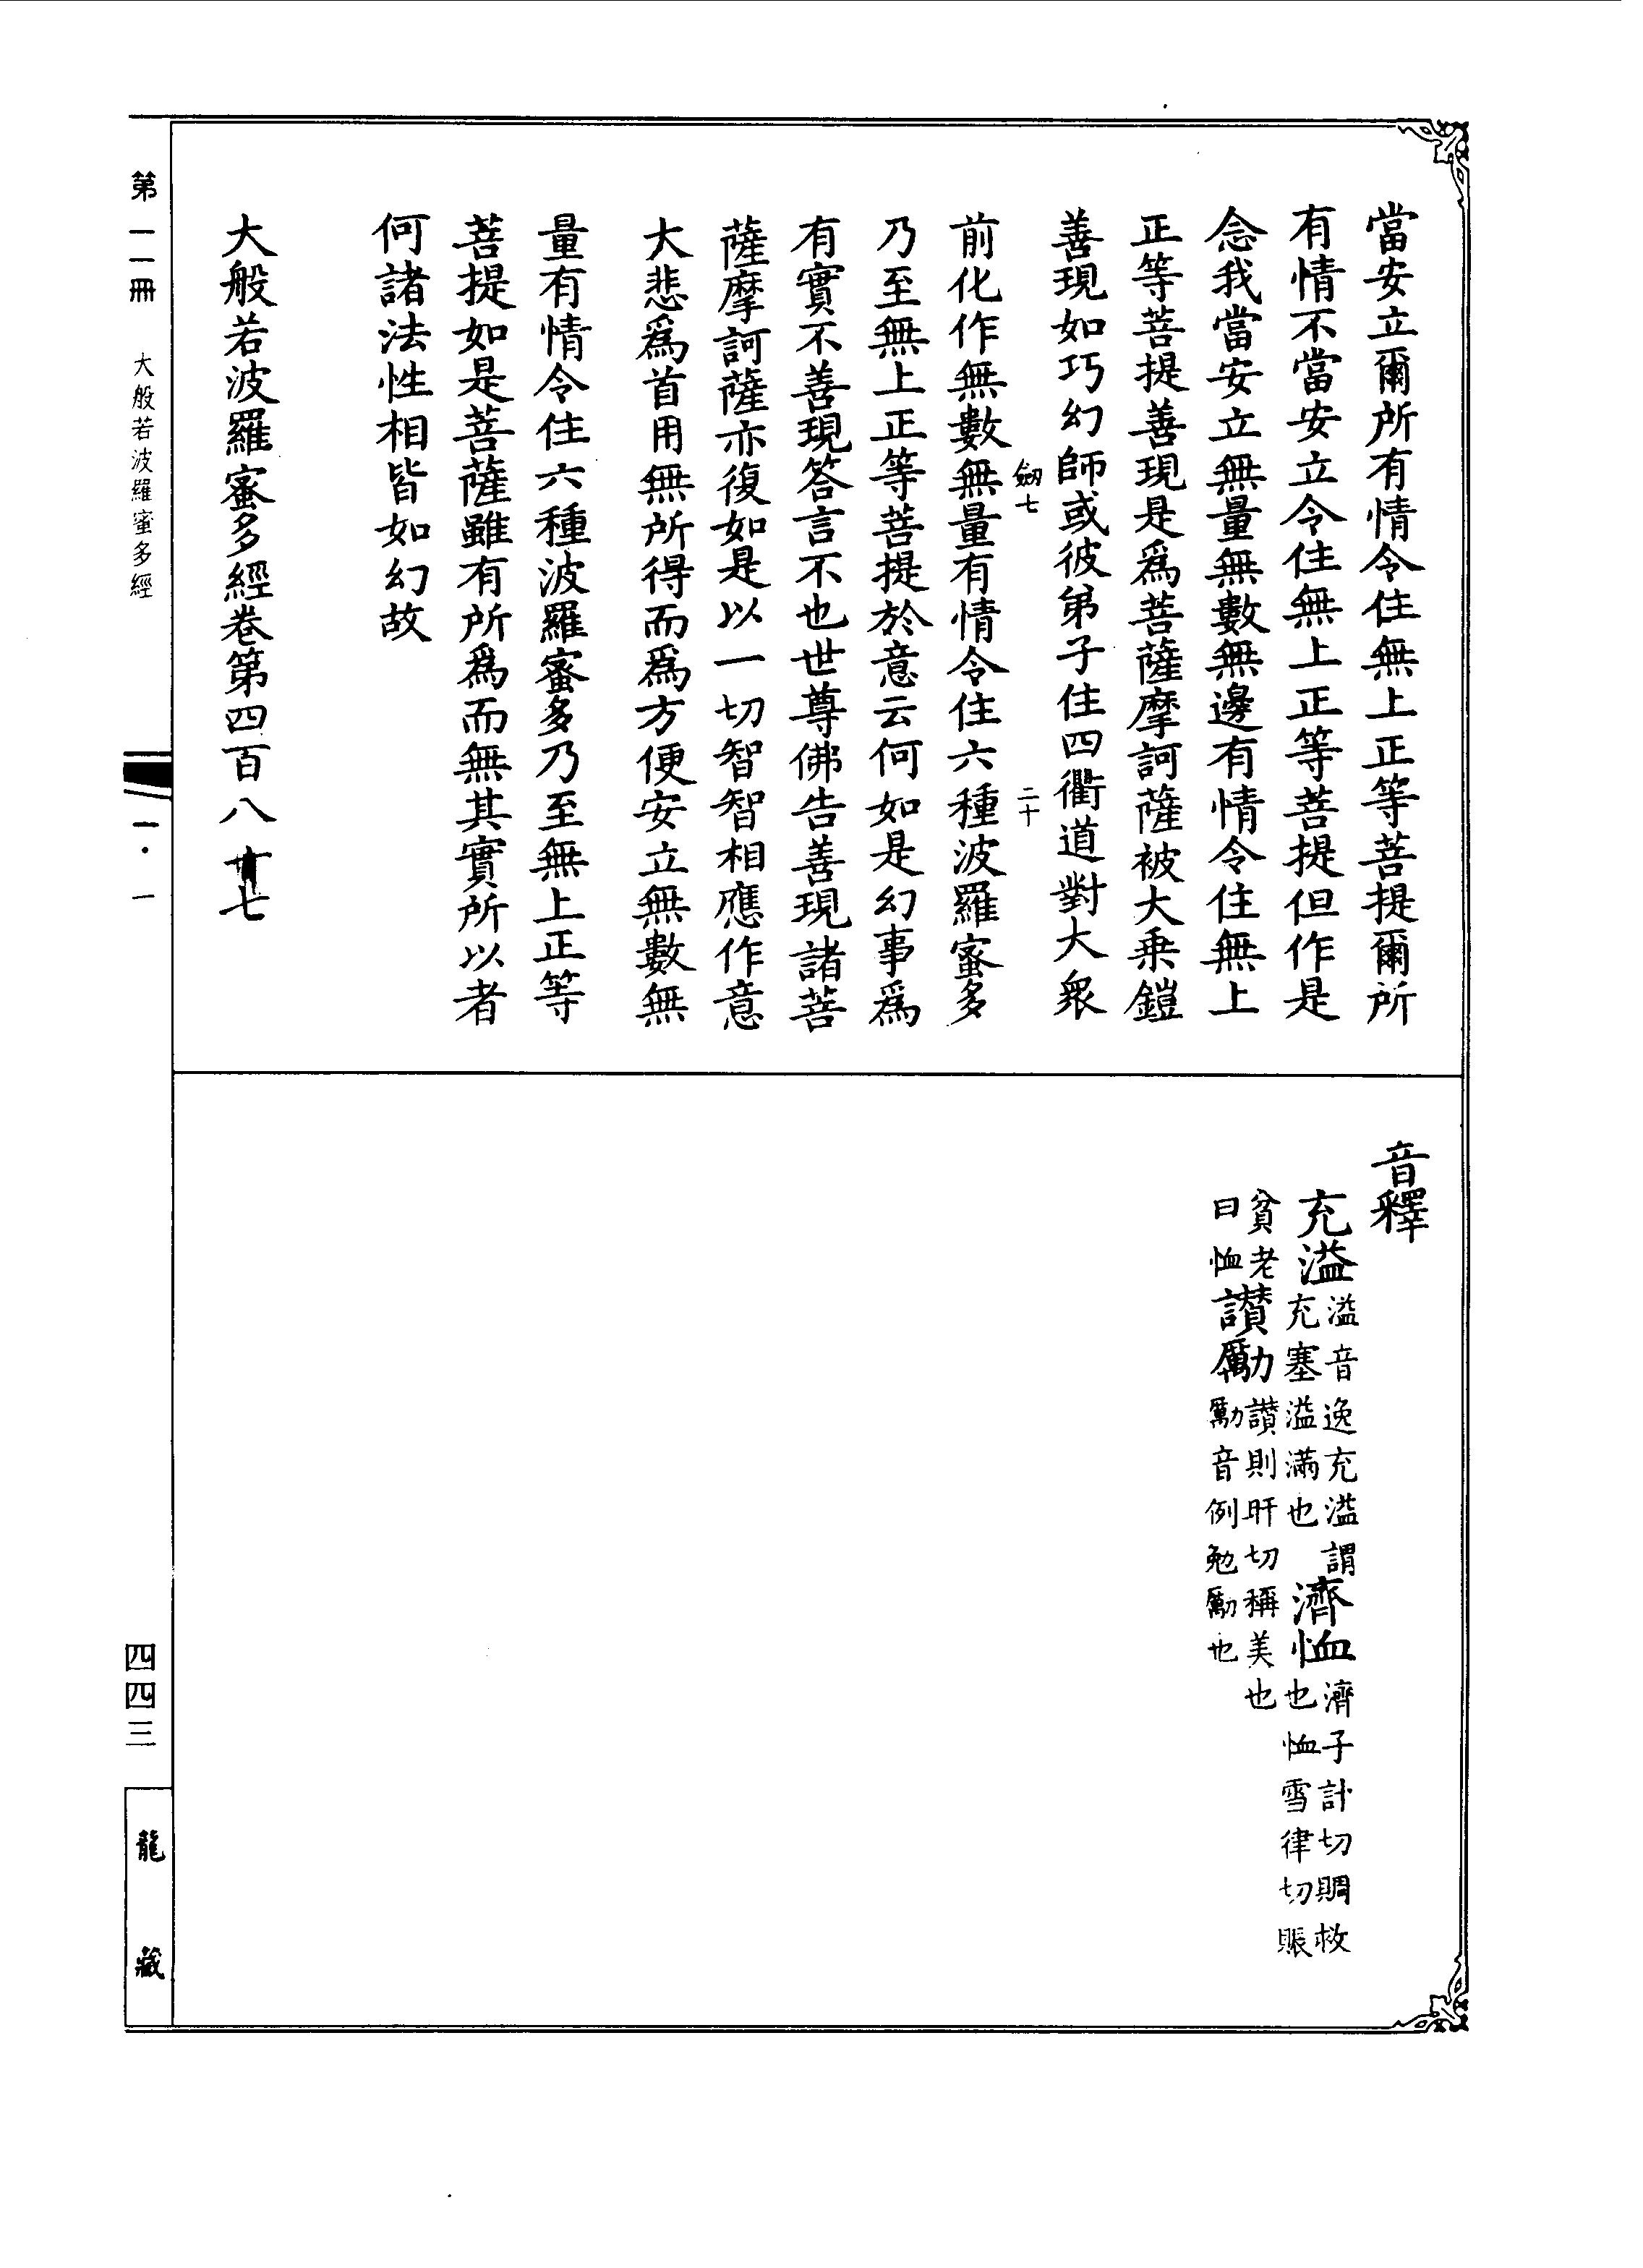 當安立爾所有情令住無上正等菩提爾所
有情不當安立令住無上正等菩提但作是
念我當安立無量無數無邊有情令住無上
正等菩提善現是爲菩薩摩訶薩被大乘鎧
善現如巧幻師或彼弟子住四衢道對大衆
劒七 二十
前化作無數無量有情令住六種波羅蜜多
乃至無上正等菩提於意云何如是幻事爲
有實不善現答言不也世尊佛告善現諸菩
薩摩訶薩亦復如是以一切智智相應作意
大悲爲首用無所得而爲方便安立無數無
量有情令住六種波羅蜜多乃至無上正等
菩提如是菩薩雖有所爲而無其實所以者
何諸法性相皆如幻故
大般若波羅蜜多經卷第四百八十七
音釋
充溢溢音逸充溢謂充塞溢滿也 濟恤濟子計切賙救也恤雪律切賑
貧老曰恤讚勵讚則旰切稱美也勵音例勉勵也
第一一冊 大般若波羅蜜多經
一·一
四四三
龍藏